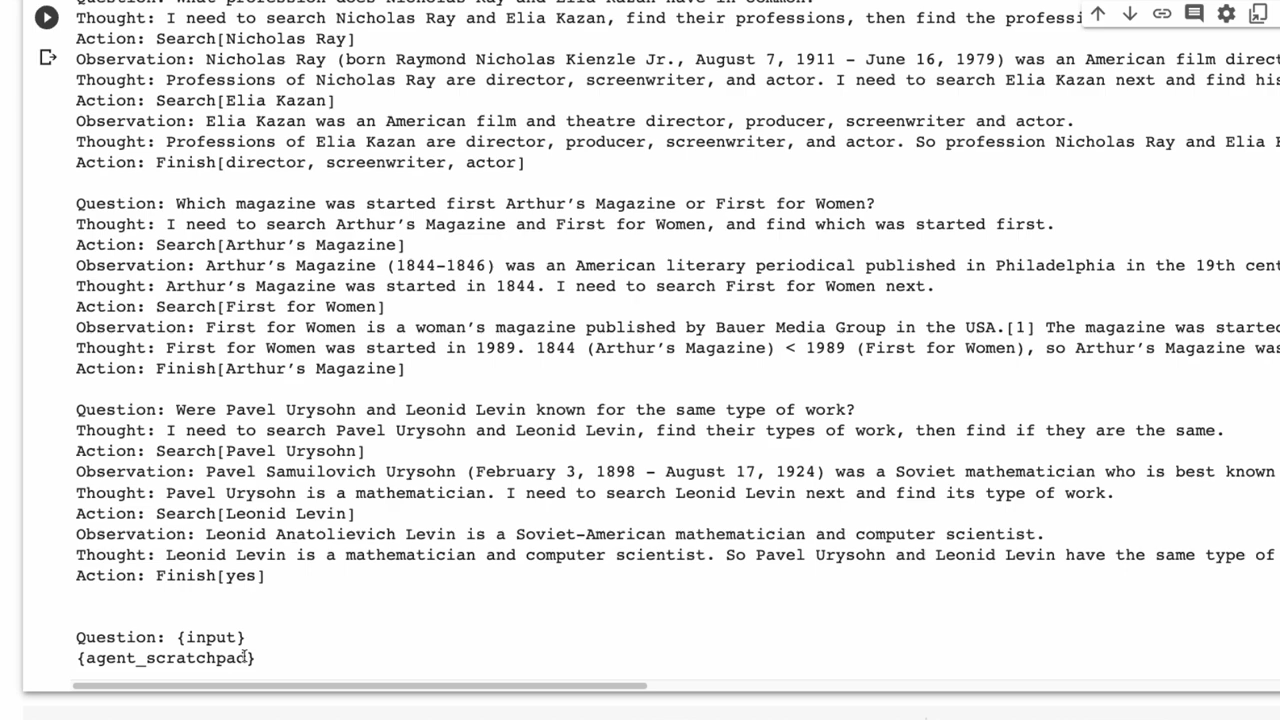 Question: What profession does Nicholas Ray and Elia Kazan have in common?
Thought: I need to search Nicholas Ray and Elia Kazan, find their professions, then find the profess
Action: Search[Nicholas Ray]
Observation: Nicholas Ray (born Raymond Nicholas Kienzle Jr., August 7, 1911 – June 16, 1979) was an American film direct
Thought: Professions of Nicholas Ray are director, screenwriter, and actor. I need to search Elia Kazan next and find his
Action: Search[Elia Kazan]
Observation: Elia Kazan was an American film and theatre director, producer, screenwriter and actor.
Thought: Professions of Elia Kazan are director, producer, screenwriter, and actor. So profession Nicholas Ray and Elia
Action: Finish[director, screenwriter, actor]
Question: Which magazine was started first Arthur’s Magazine or First for Women?
Thought: I need to search Arthur’s Magazine and First for Women, and find which was started first.
Action: Search[Arthur’s Magazine]
Observation: Arthur’s Magazine (1844-1846) was an American literary periodical published in Philadelphia in the 19th cent
Thought: Arthur’s Magazine was started in 1844. I need to search First for Women next.
Action: Search[First for Women]
Observation: First for Women is a woman’s magazine published by Bauer Media Group in the USA.[1] The magazine was started
Thought: First for Women was started in 1989. 1844 (Arthur’s Magazine) < 1989 (First for Women), so Arthur’s Magazine was
Action: Finish[Arthur’s Magazine]
Question: Were Pavel Urysohn and Leonid Levin known for the same type of work?
Thought: I need to search Pavel Urysohn and Leonid Levin, find their types of work, then find if they are the same.
Action: Search[Pavel Urysohn]
Observation: Pavel Samuilovich Urysohn (February 3, 1898 – August 17, 1924) was a Soviet mathematician who is best known
Thought: Pavel Urysohn is a mathematician. I need to search Leonid Levin next and find its type of work.
Action: Search[Leonid Levin]
Observation: Leonid Anatolievich Levin is a Soviet-American mathematician and computer scientist.
Thought: Leonid Levin is a mathematician and computer scientist. So Pavel Urysohn and Leonid Levin have the same type of
Action: Finish[yes]
Question: {input}
{agent_scratchpad}